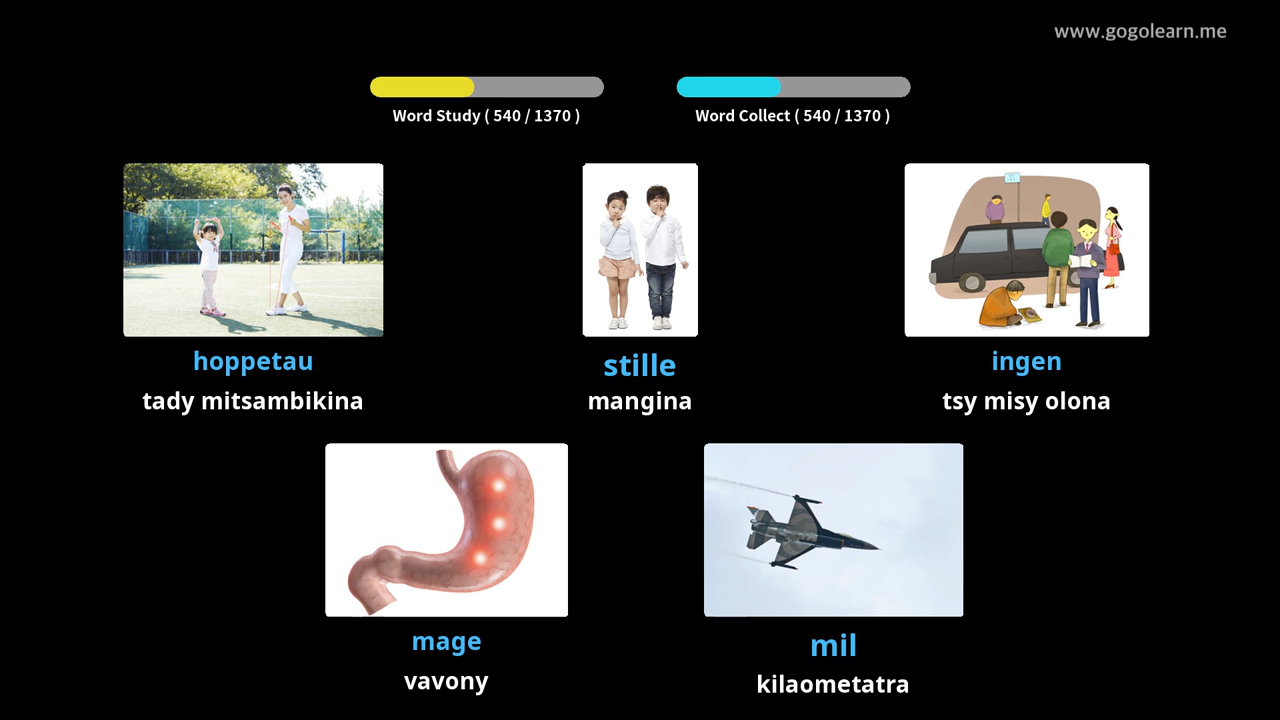 www.gogolearn.me
Word Study ( 540 / 1370 )
Word Collect ( 540 / 1370 )
hoppetau
tady mitsambikina
stille
mangina
ingen
tsy misy olona
mage
vavony
mil
kilaometatra